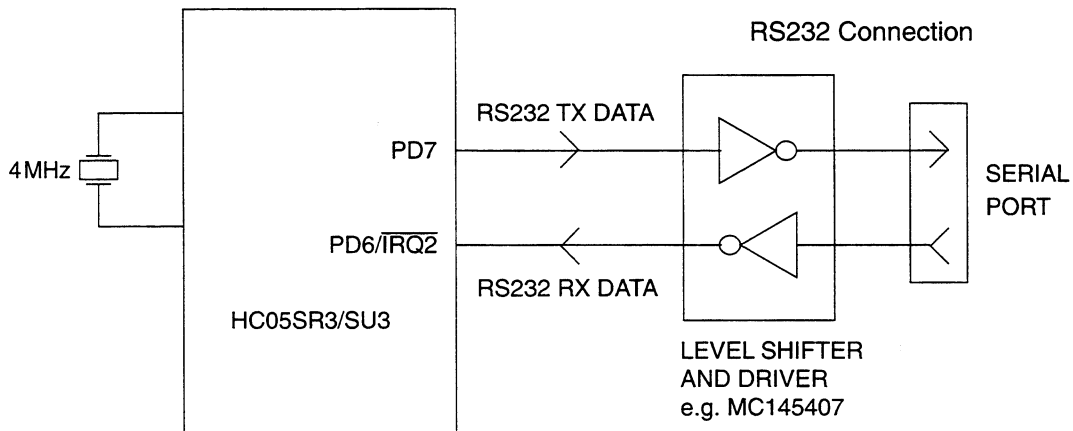 RS232 Connection
RS232 TX DATA
PD7
4MHz
SERIAL
PORT
PD6/IRQ2
RS232 RX DATA
HC05SR3/SU3
LEVEL SHIFTER
AND DRIVER
e.g. MC145407